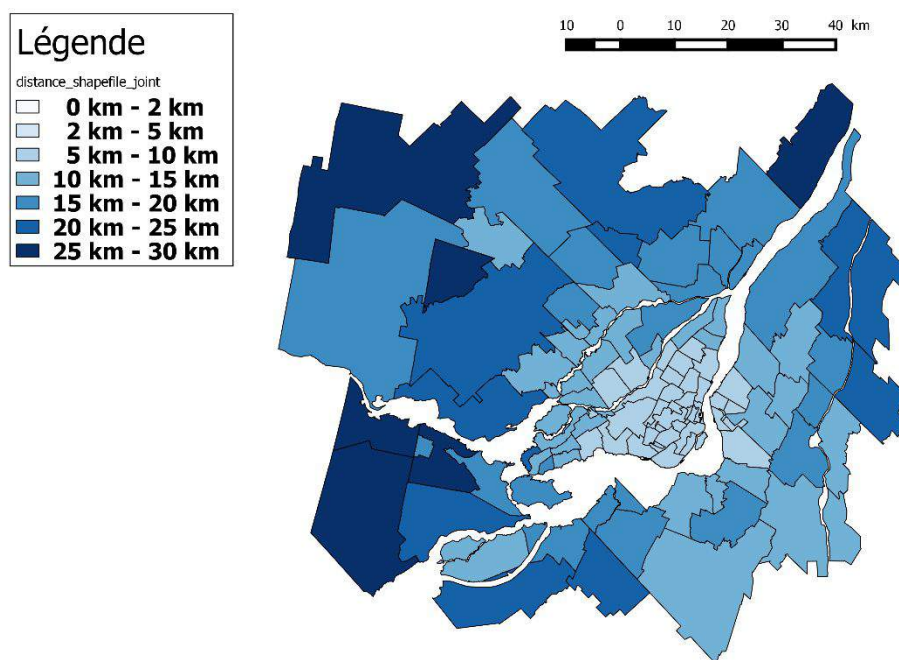 Légende
distance_shapefile_joint
0 km - 2 km
2 km - 5 km
5 km - 10 km
10 km - 15 km
15 km - 20 km
20 km - 25 km
25 km - 30 km
10 0 10 20 30 40 km